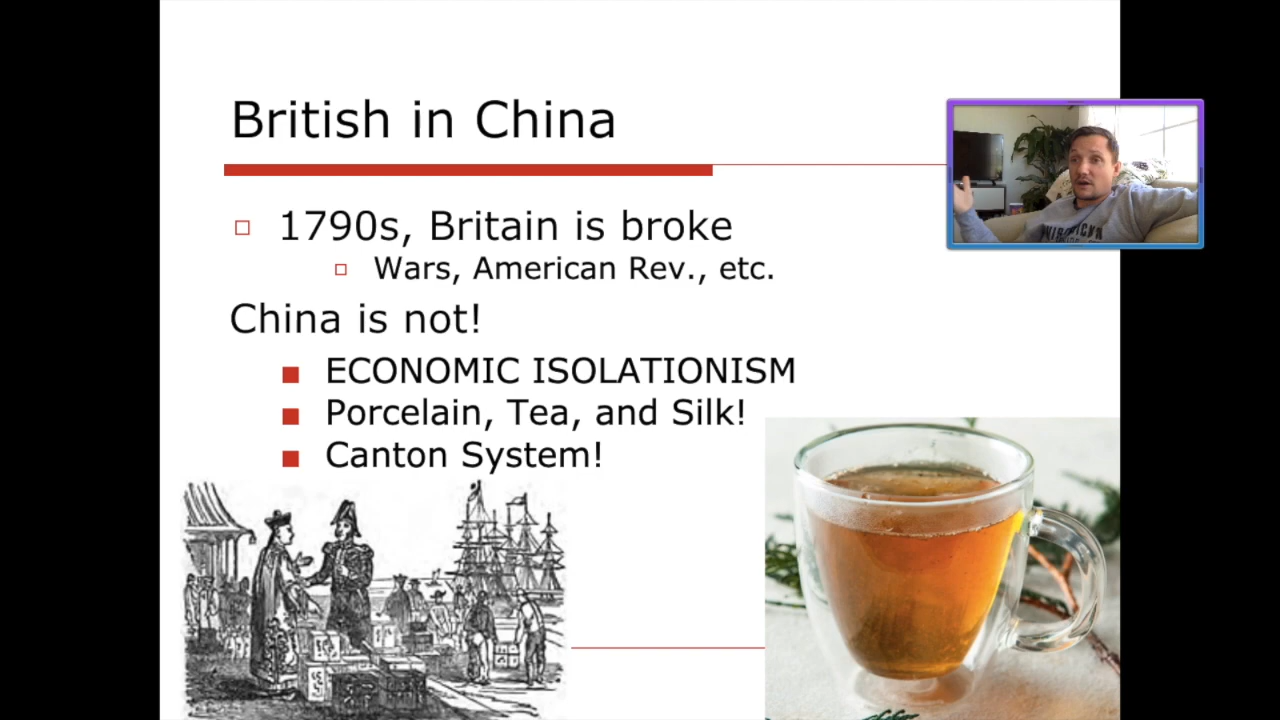 British in China
1790s, Britain is broke
Wars, American Rev., etc.
China is not!
ECONOMIC ISOLATIONISM
Porcelain, Tea, and Silk!
Canton System!